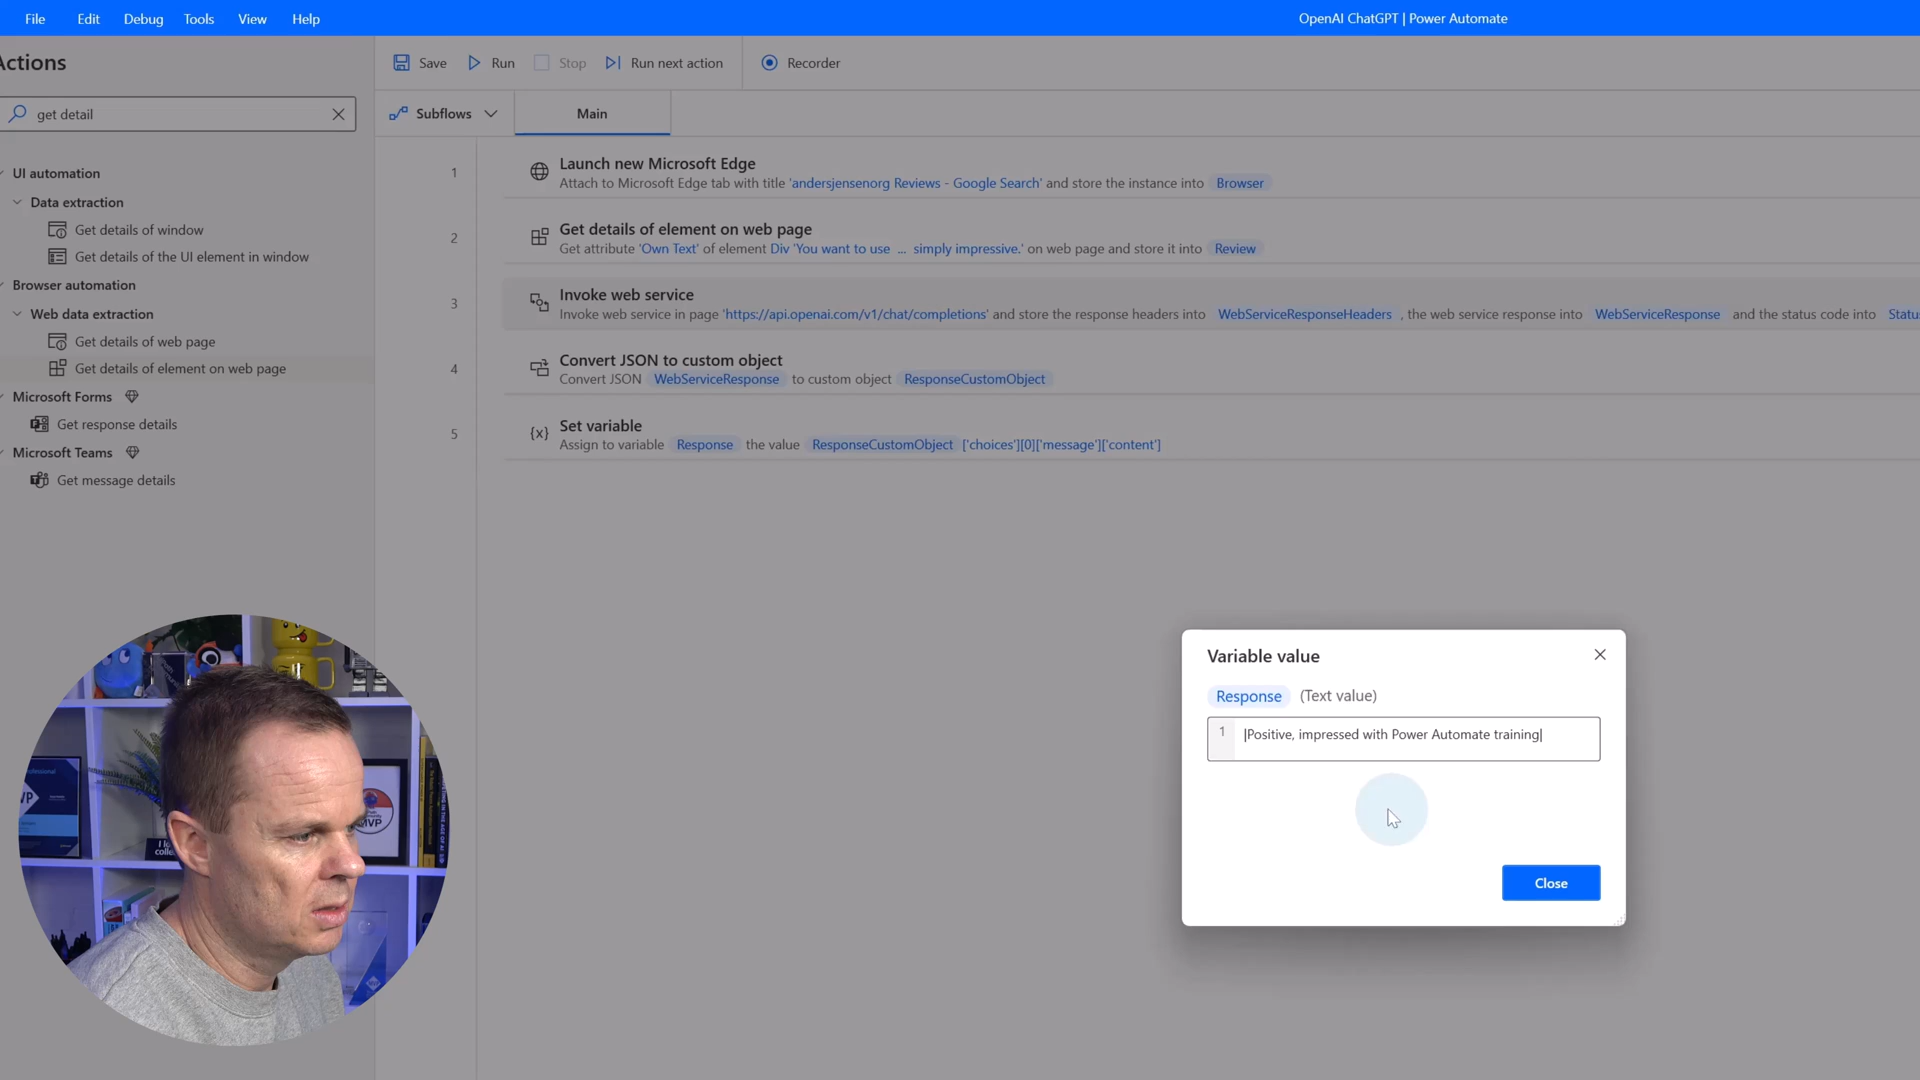 File Edit Debug Tools View Help OpenAI ChatGPT | Power Automate
Actions
get detail
UI automation
Data extraction
Get details of window
Get details of the UI element in window
Browser automation
Web data extraction
Get details of web page
Get details of element on web page
Microsoft Forms
Get response details
Microsoft Teams
Get message details
Save Run Stop Run next action Recorder
Subflows Main
1 Launch new Microsoft Edge
Attach to Microsoft Edge tab with title 'andersjensenorg Reviews - Google Search' and store the instance into Browser
2 Get details of element on web page
Get attribute 'Own Text' of element Div 'You want to use ... simply impressive.' on web page and store it into Review
3 Invoke web service
Invoke web service in page 'https://api.openai.com/v1/chat/completions' and store the response headers into WebServiceResponseHeaders , the web service response into WebServiceResponse and the status code into Statu
4 Convert JSON to custom object
Convert JSON WebServiceResponse to custom object ResponseCustomObject
5 {x} Set variable
Assign to variable Response the value ResponseCustomObject ['choices'][0]['message']['content']
Variable value
Response (Text value)
1 |Positive, impressed with Power Automate training|
Close
MVP